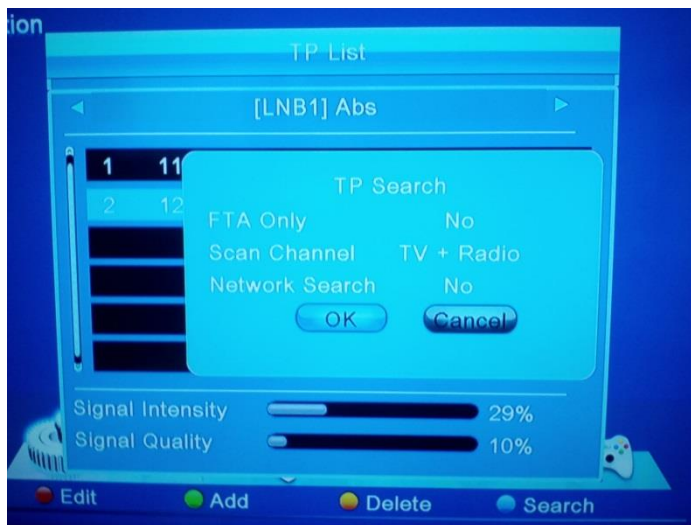 ion
TP List
[LNB1] Abs
1 11
2 12
TP Search
FTA Only No
Scan Channel TV + Radio
Network Search No
OK Cancel
Signal Intensity 29%
Signal Quality 10%
Edit Add Delete Search